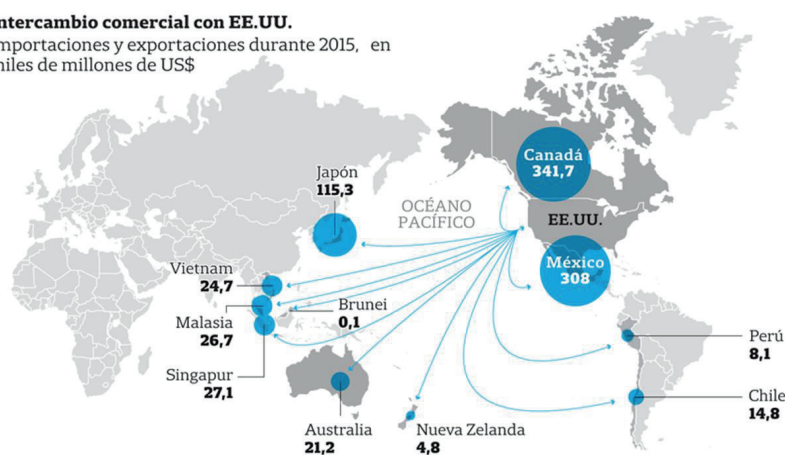 ntercambio comercial con EE.UU.
mportaciones y exportaciones durante 2015, en
niles de millones de US$
Canadá
341,7
Japón
115,3
OCÉANO
PACÍFICO
EE.UU.
México
308
Vietnam
24,7
Brunei
0,1
Malasia
26,7
Perú
8,1
Singapur
27,1
Chile
14,8
Australia
21,2
Nueva Zelanda
4,8